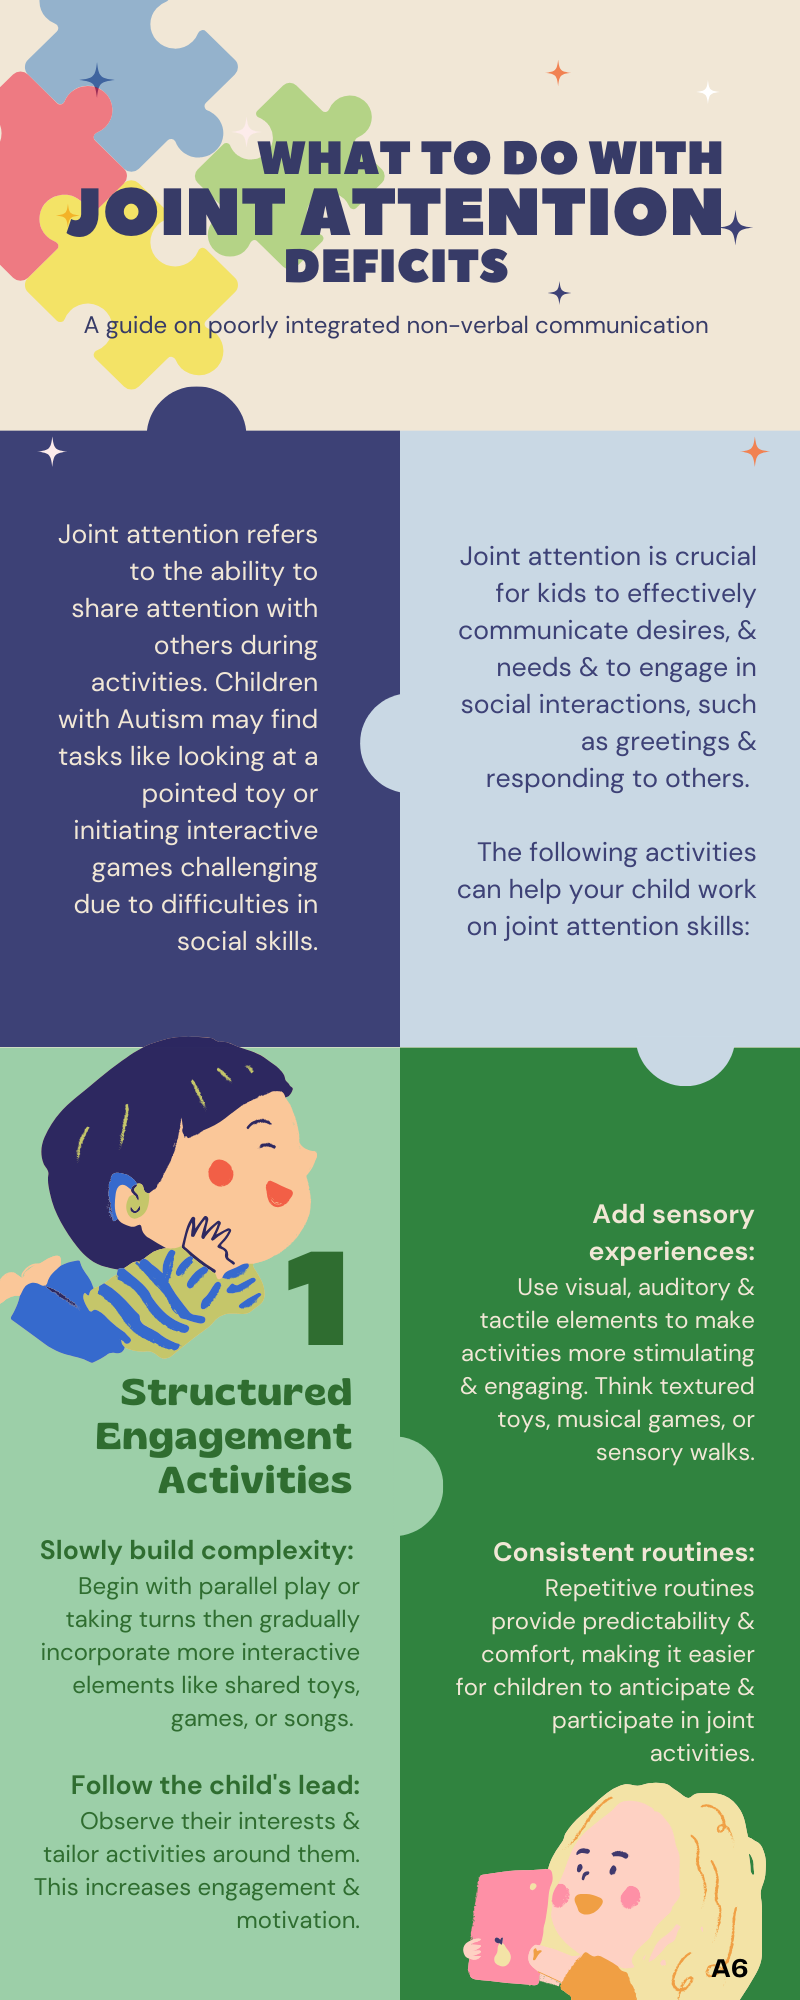 WHAT TO DO WITH
JOINT ATTENTION
DEFICITS
A guide on poorly integrated non-verbal communication
Joint attention refers
to the ability to
share attention with
others during
activities. Children
with Autism may find
tasks like looking at a
pointed toy or
initiating interactive
games challenging
due to difficulties in
social skills.
Joint attention is crucial
for kids to effectively
communicate desires, &
needs & to engage in
social interactions, such
as greetings &
responding to others.
The following activities
can help your child work
on joint attention skills:
1
Structured
Engagement
Activities
Slowly build complexity:
Begin with parallel play or
taking turns then gradually
incorporate more interactive
elements like shared toys,
games, or songs.
Follow the child's lead:
Observe their interests &
tailor activities around them.
This increases engagement &
motivation.
Add sensory
experiences:
Use visual, auditory &
tactile elements to make
activities more stimulating
& engaging. Think textured
toys, musical games, or
sensory walks.
Consistent routines:
Repetitive routines
provide predictability &
comfort, making it easier
for children to anticipate &
participate in joint
activities.
A6